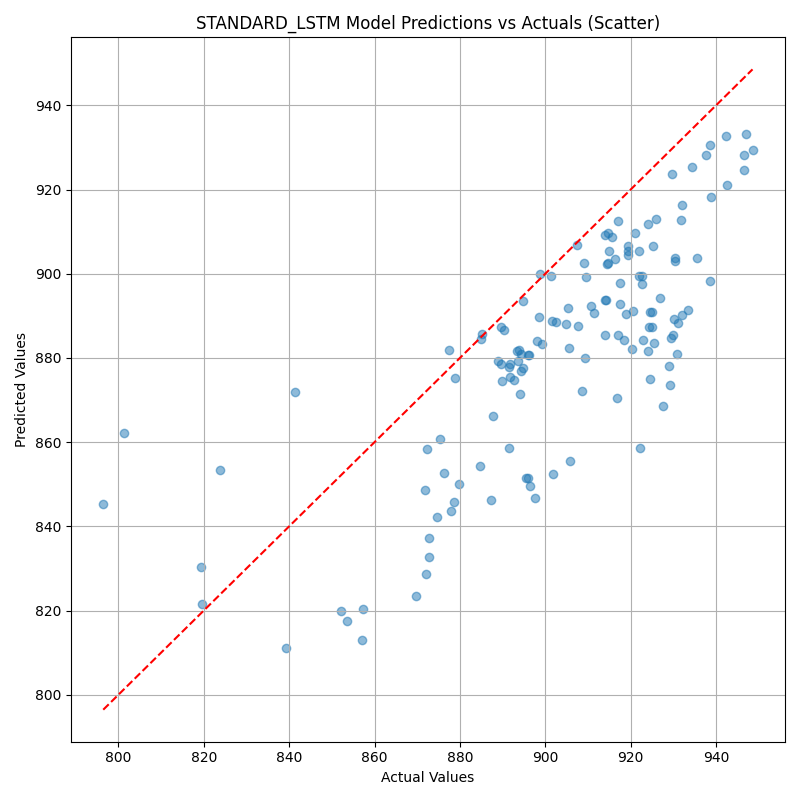 STANDARD_LSTM Model Predictions vs Actuals (Scatter)
Predicted Values
940
920
900
880
860
840
820
800
800 820 840 860 880 900 920 940
Actual Values